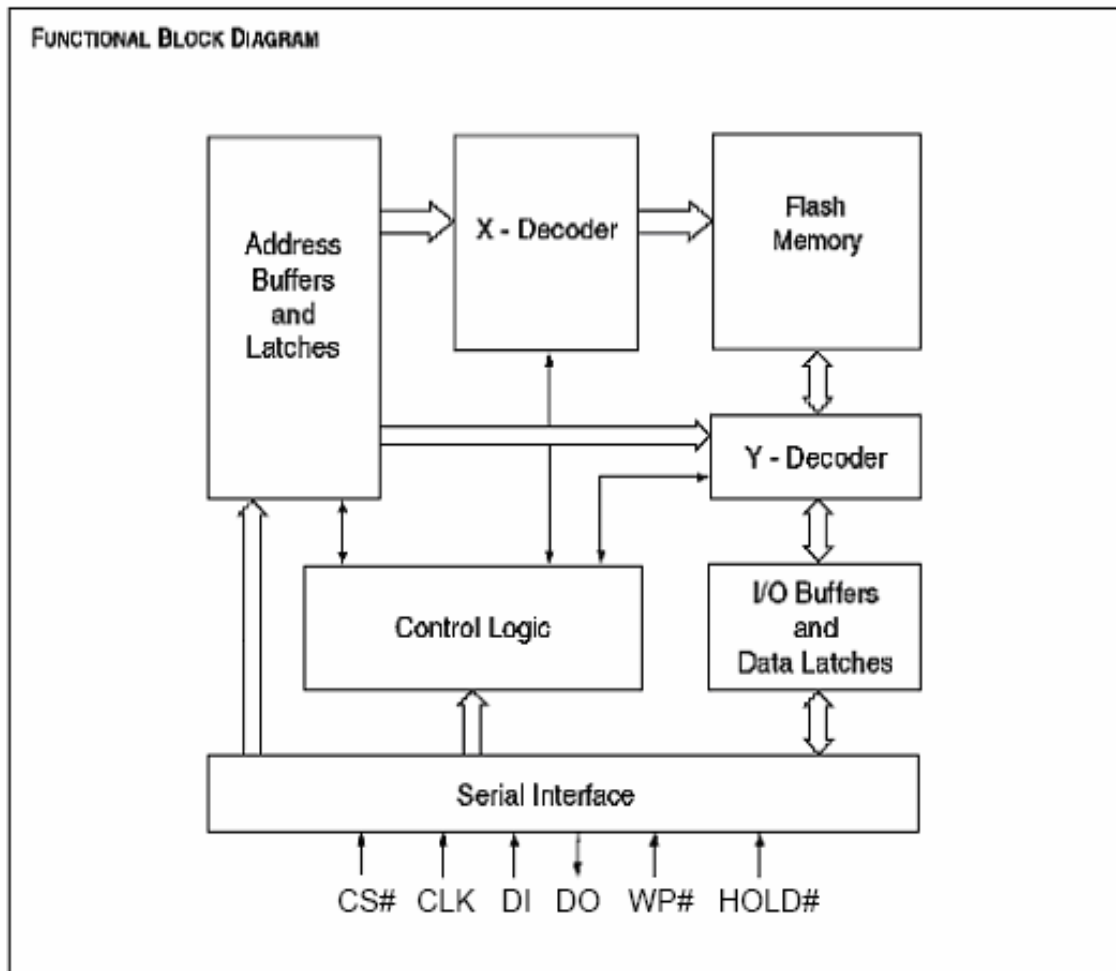 FUNCTIONAL BLOCK DIAGRAM
Address
Buffers
and
Latches
X - Decoder
Flash
Memory
Y - Decoder
Control Logic
I/O Buffers
and
Data Latches
Serial Interface
CS# CLK DI DO WP# HOLD#